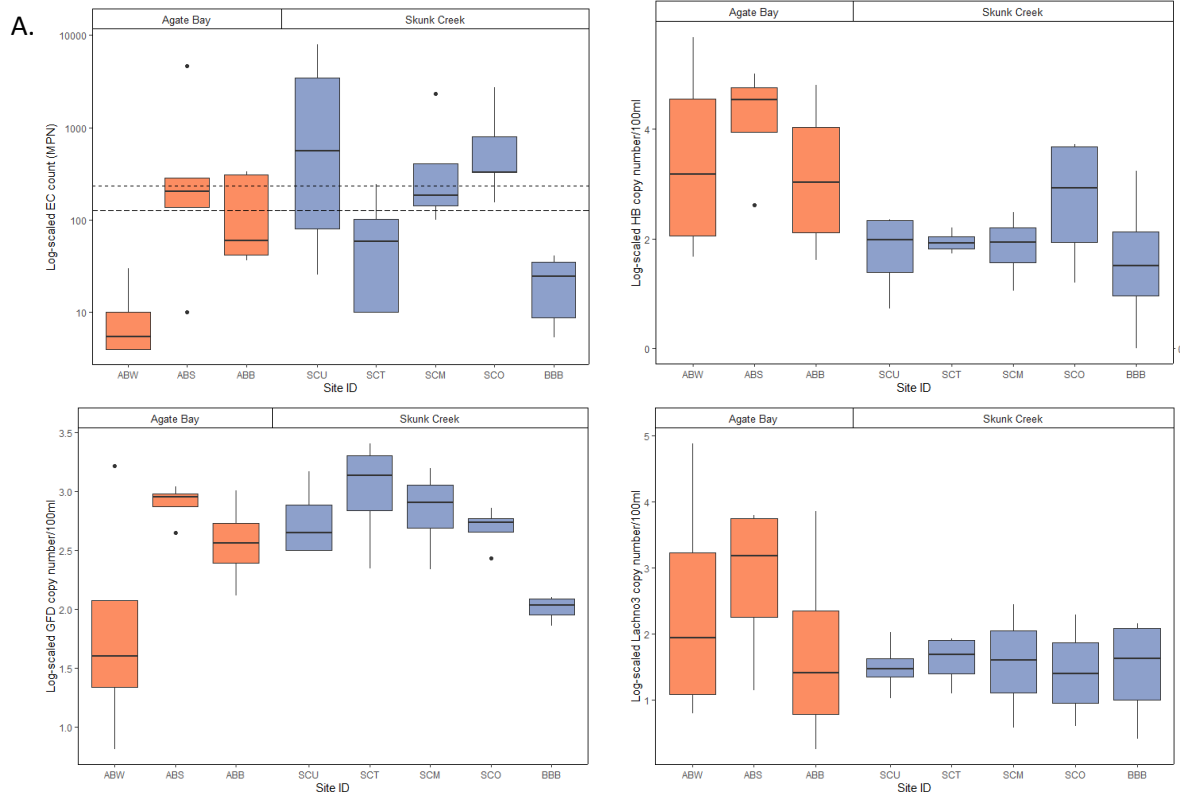 A.
Agate Bay Skunk Creek
Log-scaled EC count (MPN)
10000
1000
100
10
ABW ABS ABB SCU SCT SCM SCO BBB
Site ID
Agate Bay Skunk Creek
Log-scaled HB copy number/100ml
4
2
0
0
ABW ABS ABB SCU SCT SCM SCO BBB
Site ID
Agate Bay Skunk Creek
Log-scaled GFD copy number/100ml
3.5
3.0
2.5
2.0
1.5
1.0
ABW ABS ABB SCU SCT SCM SCO BBB
Site ID
Agate Bay Skunk Creek
Log-scaled Lachno3 copy number/100ml
5
4
3
2
1
ABW ABS ABB SCU SCT SCM SCO BBB
Site ID